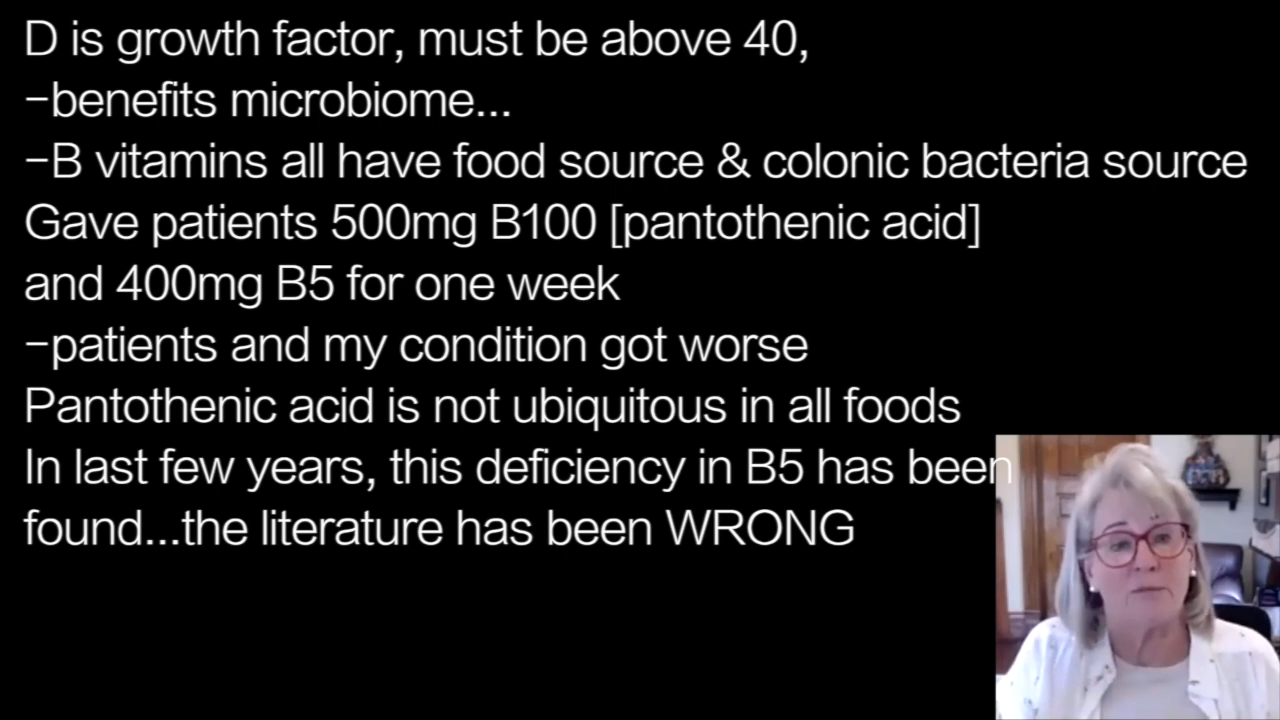 D is growth factor, must be above 40,
–benefits microbiome...
–B vitamins all have food source & colonic bacteria source
Gave patients 500mg B100 [pantothenic acid]
and 400mg B5 for one week
–patients and my condition got worse
Pantothenic acid is not ubiquitous in all foods
In last few years, this deficiency in B5 has been
found...the literature has been WRONG